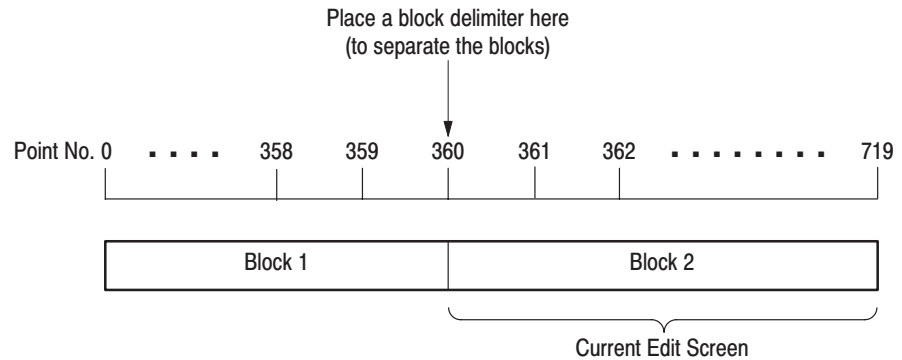 Place a block delimiter here
(to separate the blocks)
Point No. 0 .... 358 359 360 361 362 ........ 719
Block 1 Block 2
Current Edit Screen